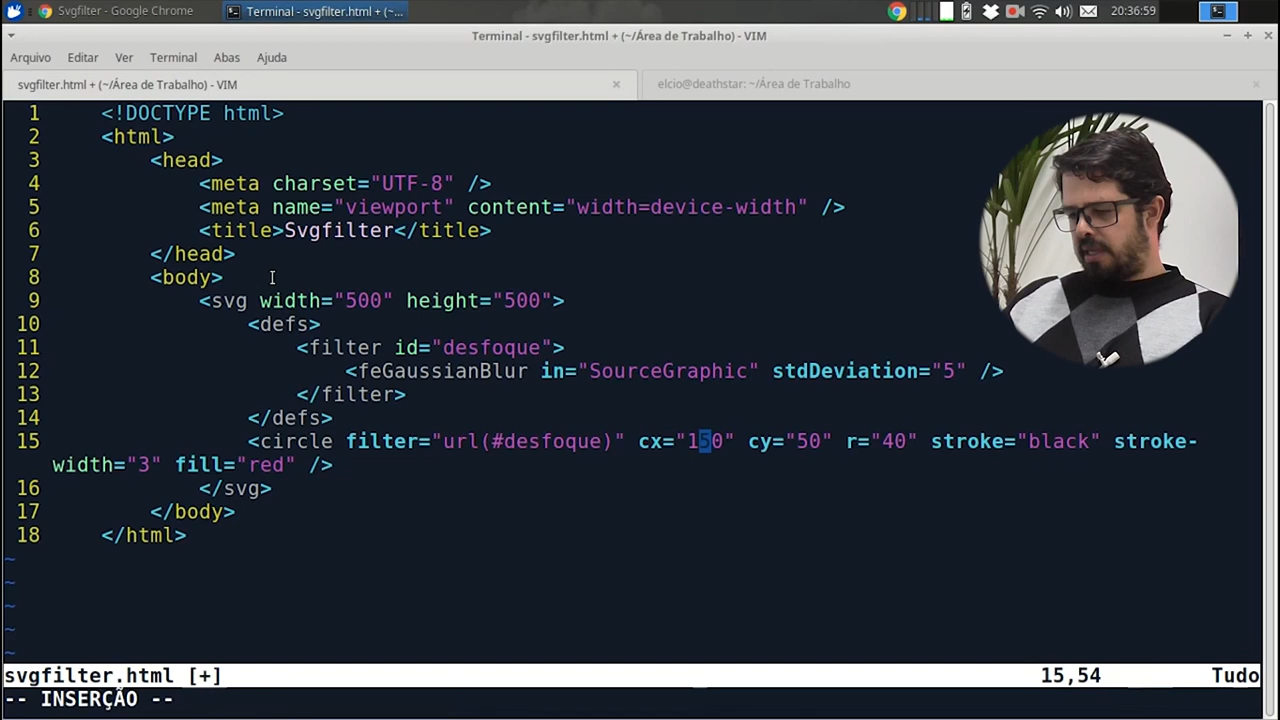 Svgfilter - Google Chrome
Terminal - svgfilter.html + (~...
20:36:59
Terminal - svgfilter.html + (~/Área de Trabalho) - VIM
Arquivo Editar Ver Terminal Abas Ajuda
svgfilter.html + (~/Área de Trabalho) - VIM
elcio@deathstar: ~/Área de Trabalho
1 <!DOCTYPE html>
2 <html>
3 <head>
4 <meta charset="UTF-8" />
5 <meta name="viewport" content="width=device-width" />
6 <title>Svgfilter</title>
7 </head>
8 <body>
9 <svg width="500" height="500">
10 <defs>
11 <filter id="desfoque">
12 <feGaussianBlur in="SourceGraphic" stdDeviation="5" />
13 </filter>
14 </defs>
15 <circle filter="url(#desfoque)" cx="150" cy="50" r="40" stroke="black" stroke-
width="3" fill="red" />
16 </svg>
17 </body>
18 </html>
~
~
~
~
~
svgfilter.html [+] 15,54 Tudo
-- INSERÇÃO --